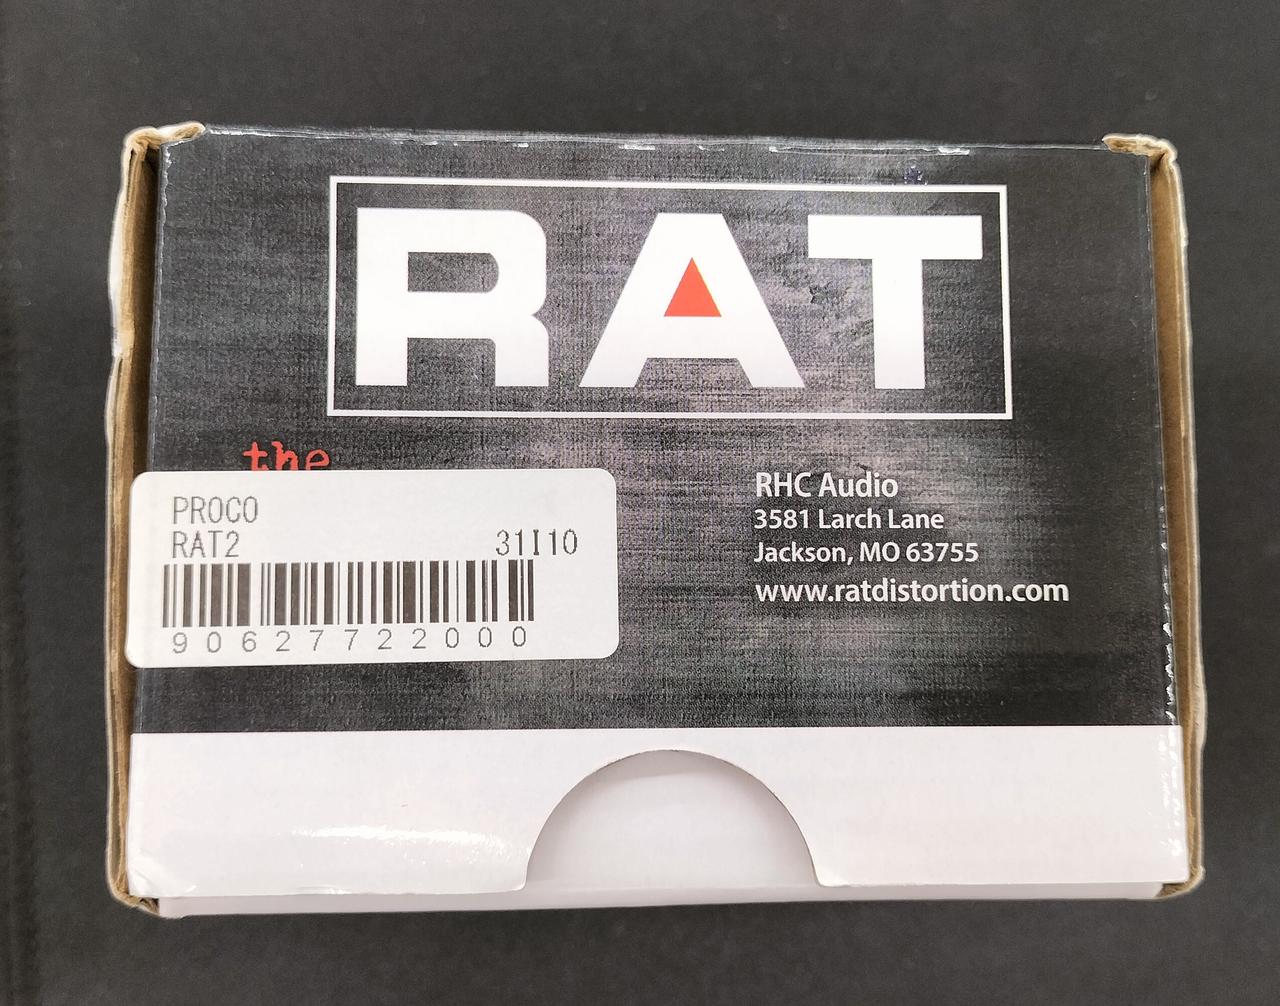 RAT
the
PROCO
RAT2 31I10
90627722000
RHC Audio
3581 Larch Lane
Jackson, MO 63755
www.ratdistortion.com